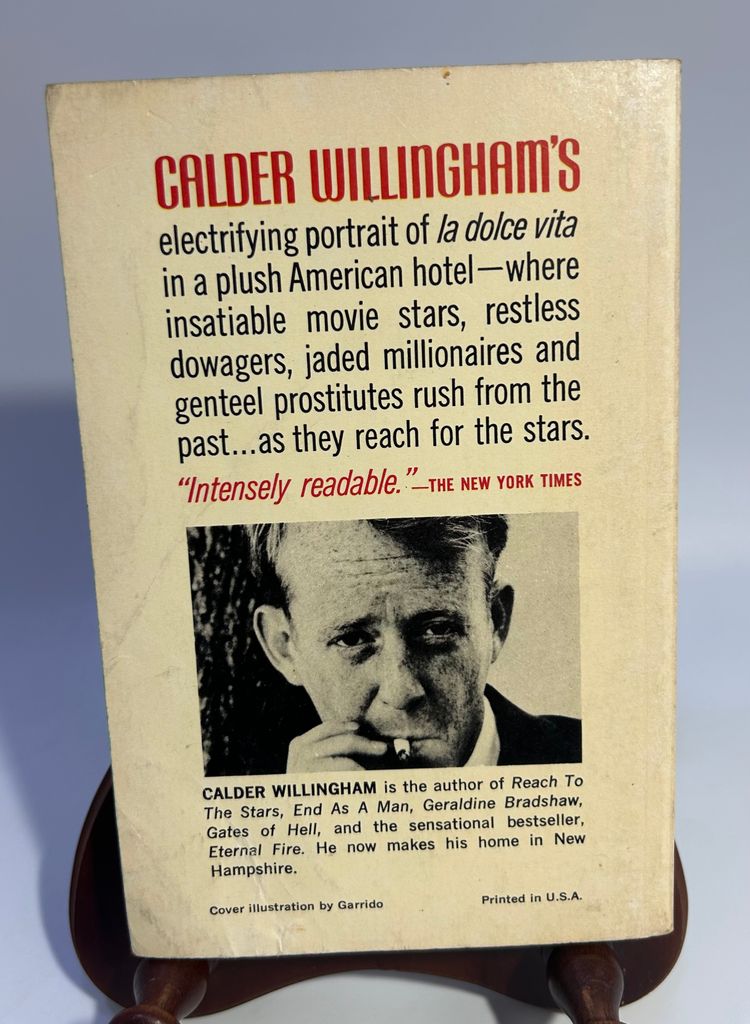 CALDER WILLINGHAM'S
electrifying portrait of la dolce vita
in a plush American hotel—where
insatiable movie stars, restless
dowagers, jaded millionaires and
genteel prostitutes rush from the
past...as they reach for the stars.
"Intensely readable."—THE NEW YORK TIMES
CALDER WILLINGHAM is the author of Reach To
The Stars, End As A Man, Geraldine Bradshaw,
Gates of Hell, and the sensational bestseller,
Eternal Fire. He now makes his home in New
Hampshire.
Cover illustration by Garrido
Printed in U.S.A.